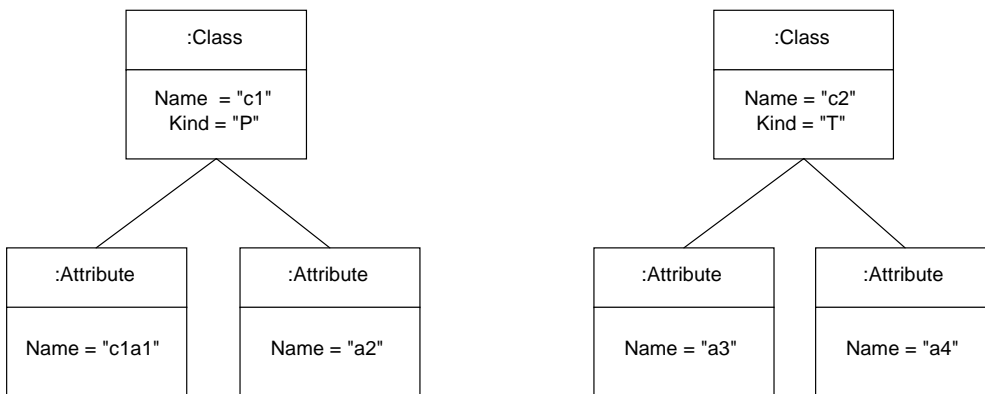 :Class
Name = "c1"
Kind = "P"
:Class
Name = "c2"
Kind = "T"
:Attribute
Name = "c1a1"
:Attribute
Name = "a2"
:Attribute
Name = "a3"
:Attribute
Name = "a4"